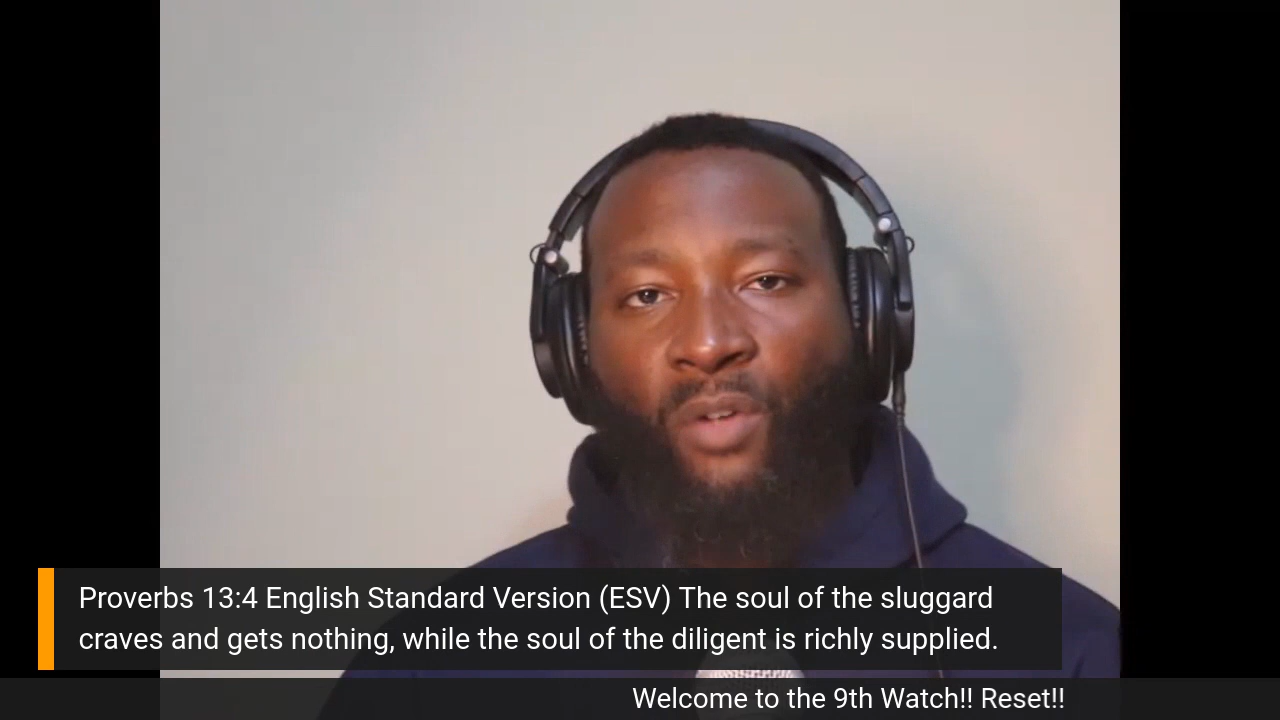 Proverbs 13:4 English Standard Version (ESV) The soul of the sluggard
craves and gets nothing, while the soul of the diligent is richly supplied.
Welcome to the 9th Watch!! Reset!!